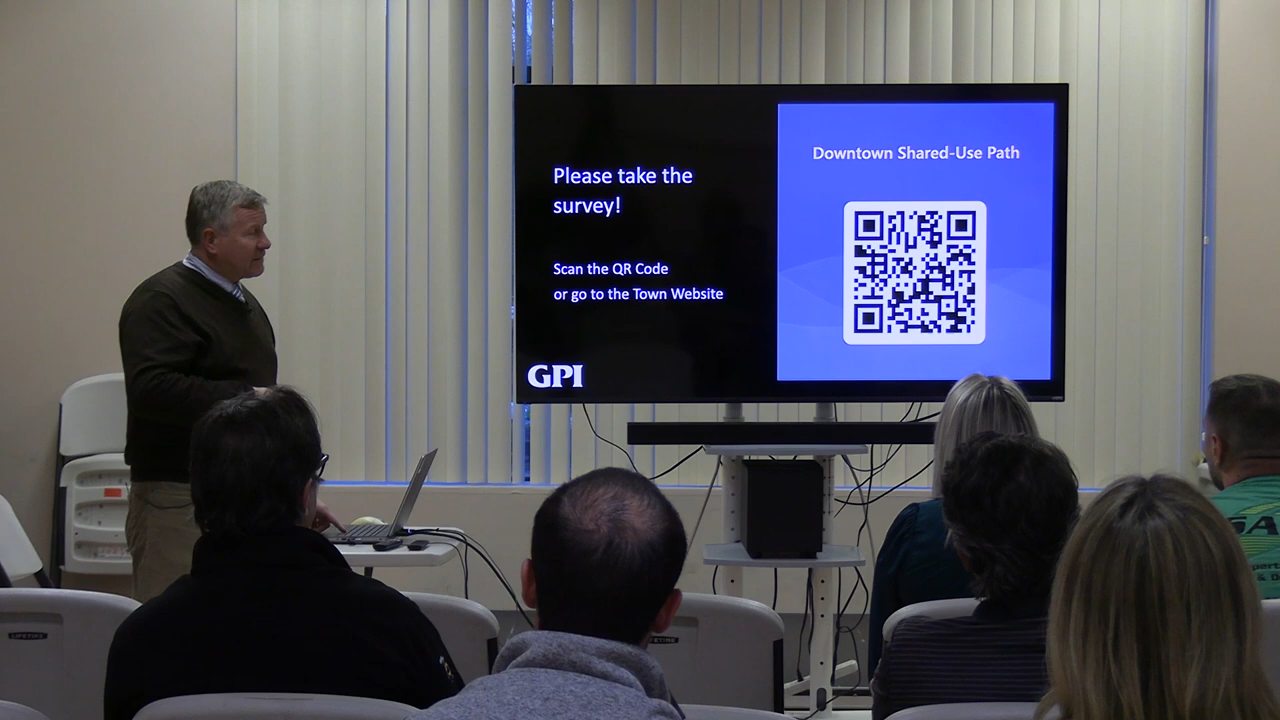 Please take the
survey!
Scan the QR Code
or go to the Town Website
GPI
Downtown Shared-Use Path
LIFETIME